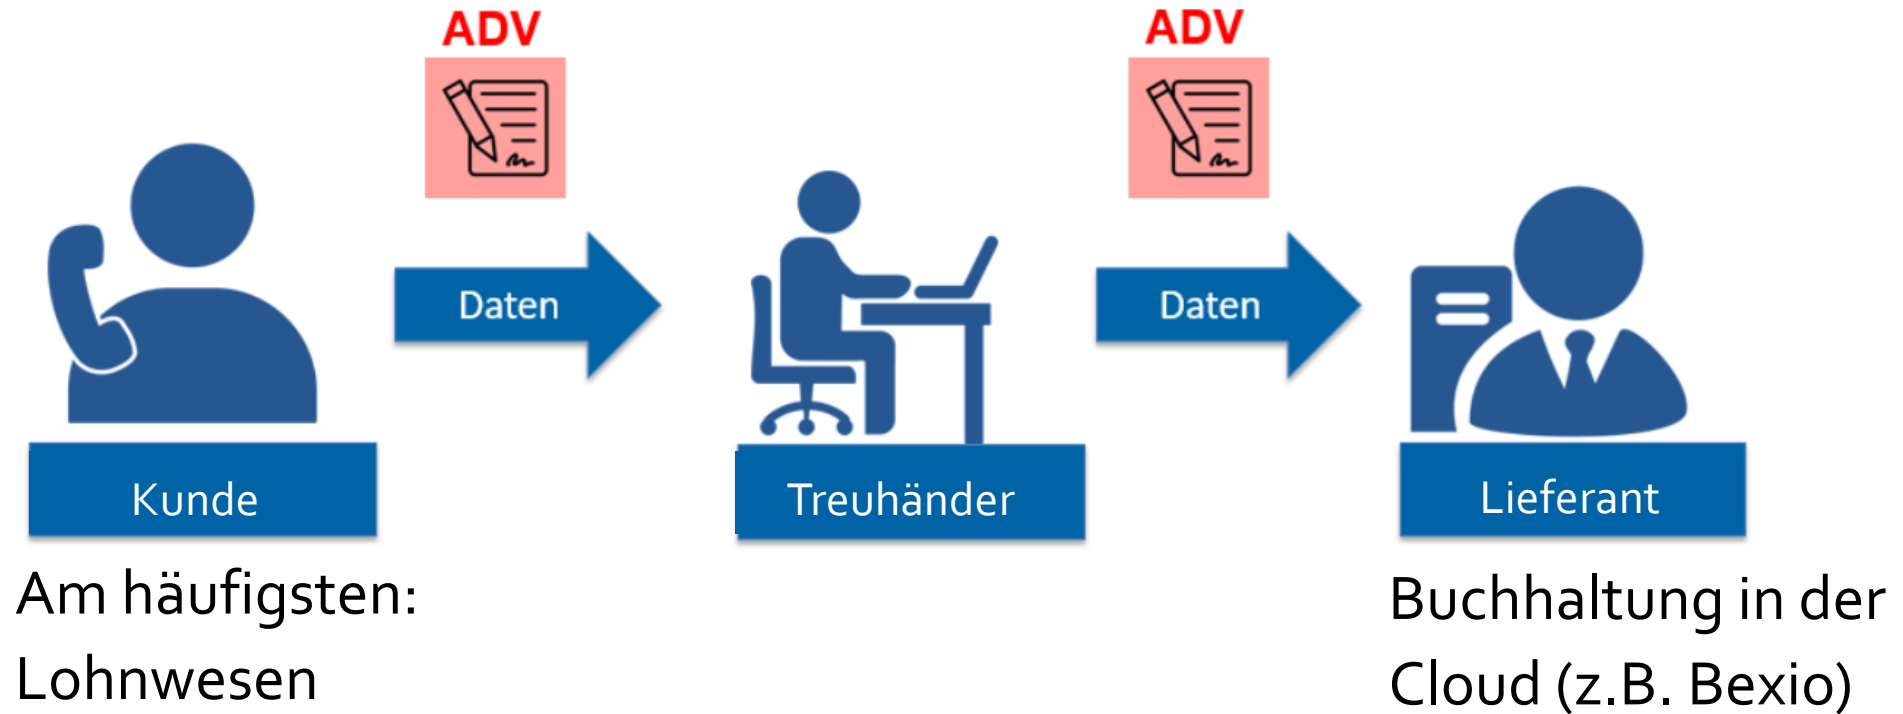 ADV
ADV
Daten
Daten
Kunde
Treuhänder
Lieferant
Am häufigsten:
Lohnwesen
Buchhaltung in der
Cloud (z.B. Bexio)